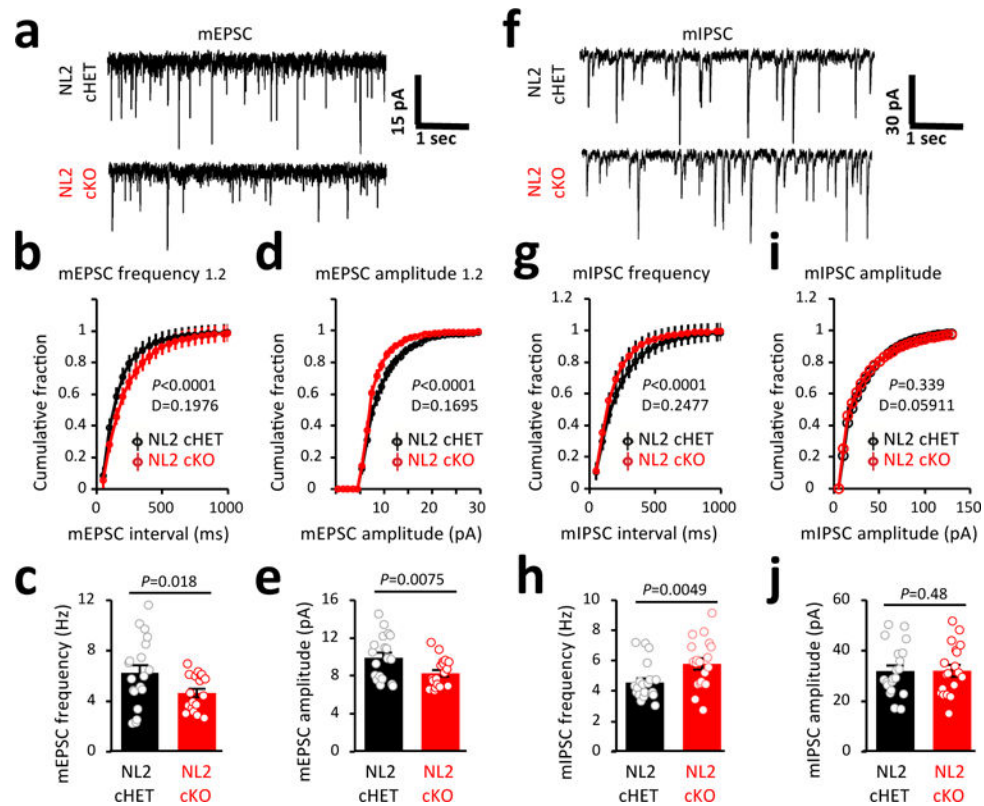 a
mEPSC
NL2
cHET
NL2
cKO
15 pA
1 sec
f
mIPSC
NL2
cHET
NL2
cKO
30 pA
1 sec
b
mEPSC frequency 1.2
Cumulative fraction
1
0.8
0.6
0.4
0.2
0
P<0.0001
D=0.1976
NL2 cHET
NL2 cKO
0 500 1000
mEPSC interval (ms)
d
mEPSC amplitude 1.2
Cumulative fraction
1
0.8
0.6
0.4
0.2
0
P<0.0001
D=0.1695
NL2 cHET
NL2 cKO
10 20 30
mEPSC amplitude (pA)
g
mIPSC frequency
Cumulative fraction
1.2
1
0.8
0.6
0.4
0.2
0
P<0.0001
D=0.2477
NL2 cHET
NL2 cKO
0 500 1000
mIPSC interval (ms)
i
mIPSC amplitude
Cumulative fraction
1.2
1
0.8
0.6
0.4
0.2
0
P=0.339
D=0.05911
NL2 cHET
NL2 cKO
0 50 100 150
mIPSC amplitude (pA)
c
P=0.018
mEPSC frequency (Hz)
12
8
4
0
NL2 NL2
cHET cKO
e
P=0.0075
mEPSC amplitude (pA)
16
12
8
4
0
NL2 NL2
cHET cKO
h
P=0.0049
mIPSC frequency (Hz)
10
8
6
4
2
0
NL2 NL2
cHET cKO
j
P=0.48
mIPSC amplitude (pA)
60
40
20
0
NL2 NL2
cHET cKO